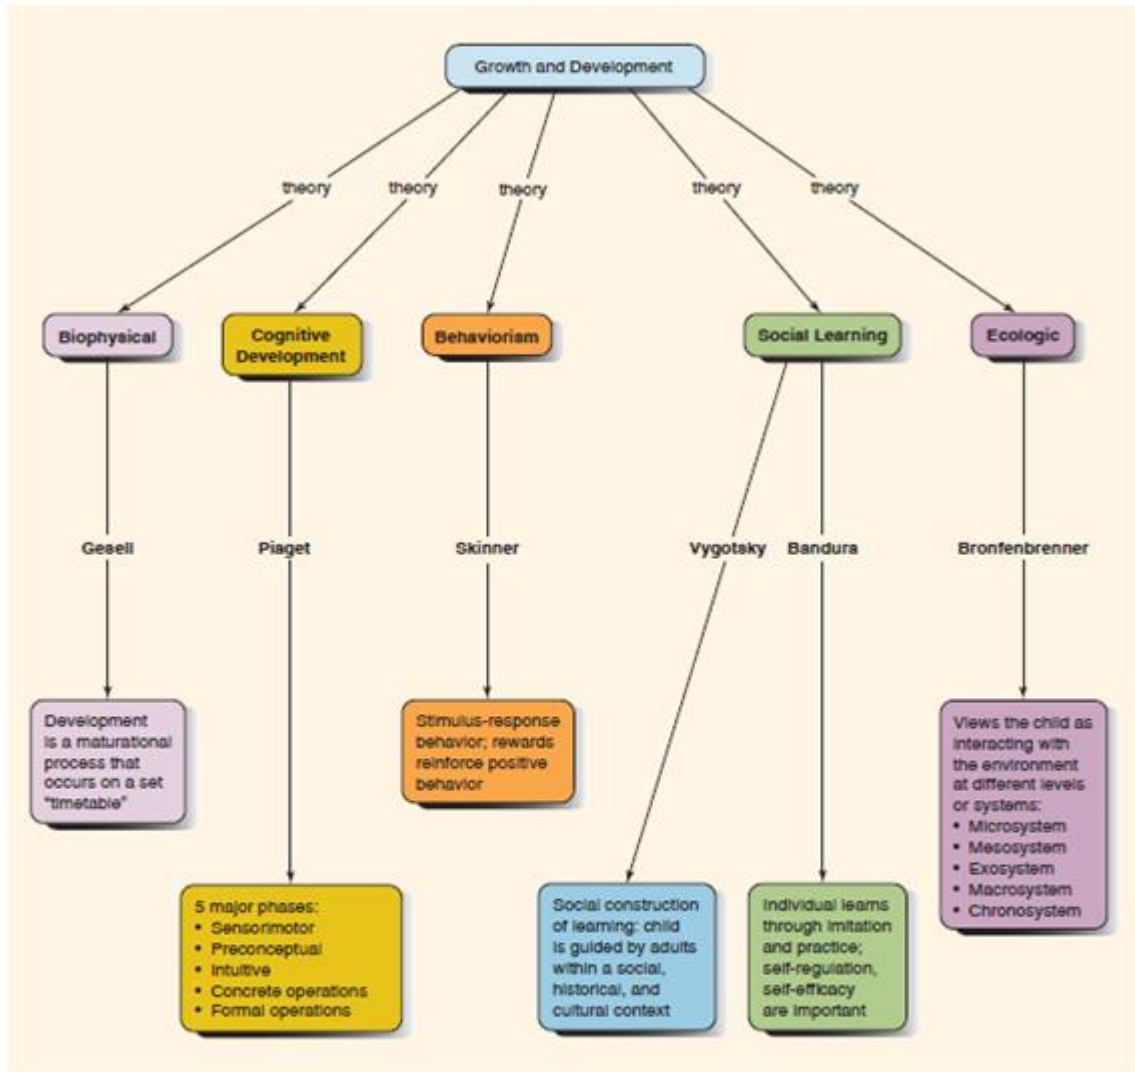 Growth and Development
theory
theory
theory
theory
theory
Biophysical
Cognitive
Development
Behaviorism
Social Learning
Ecologic
Gesell
Piaget
Skinner
Vygotsky
Bandura
Bronfenbrenner
Development
is a maturational
process that
occurs on a set
"timetable"
Stimulus-response
behavior; rewards
reinforce positive
behavior
Views the child as
interacting with
the environment
at different levels
or systems:
• Microsystem
• Mesosystem
• Exosystem
• Macrosystem
• Chronosystem
5 major phases:
• Sensorimotor
• Preconceptual
• Intuitive
• Concrete operations
• Formal operations
Social construction
of learning: child
is guided by adults
within a social,
historical, and
cultural context
Individual learns
through imitation
and practice;
self-regulation,
self-efficacy
are important